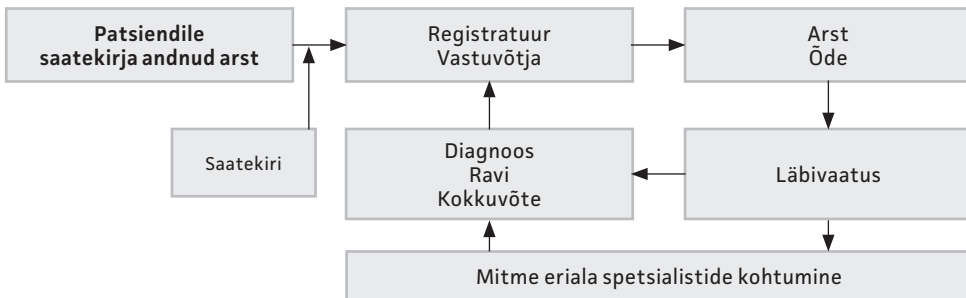 Patsiendile
saatekirja andnud arst
Registratuur
Vastuvõtja
Arst
Õde
Saatekiri
Diagnoos
Ravi
Kokkuvõte
Läbivaatus
Mitme eriala spetsialistide kohtumine